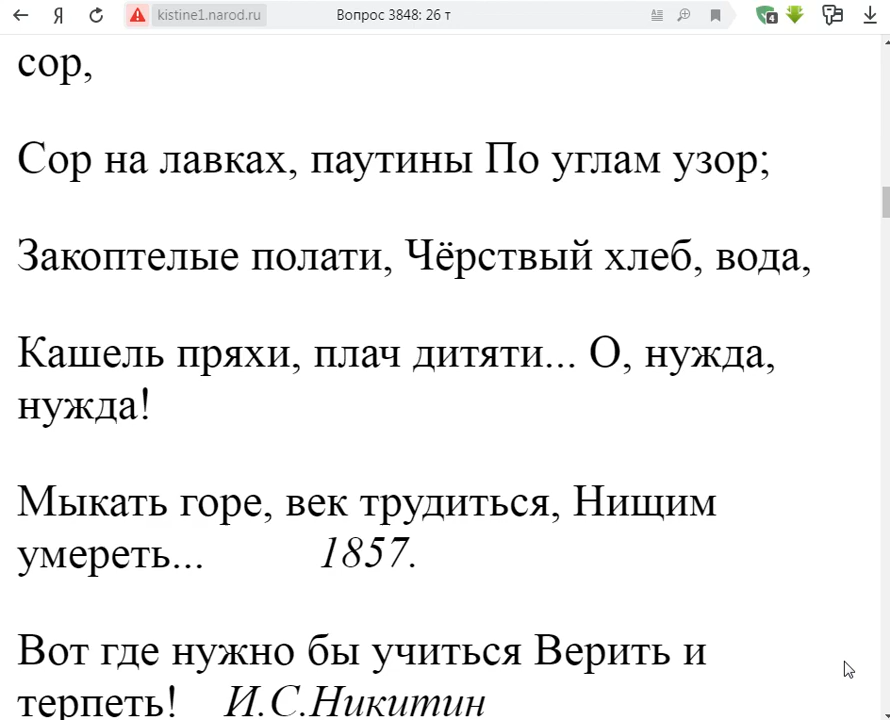 kistine1.narod.ru Вопрос 3848: 26 т 4
сор,
Сор на лавках, паутины По углам узор;
Закоптелые полати, Чёрствый хлеб, вода,
Кашель пряхи, плач дитяти... О, нужда,
нужда!
Мыкать горе, век трудиться, Нищим
умереть... 1857.
Вот где нужно бы учиться Верить и
терпеть! И.С.Никитин